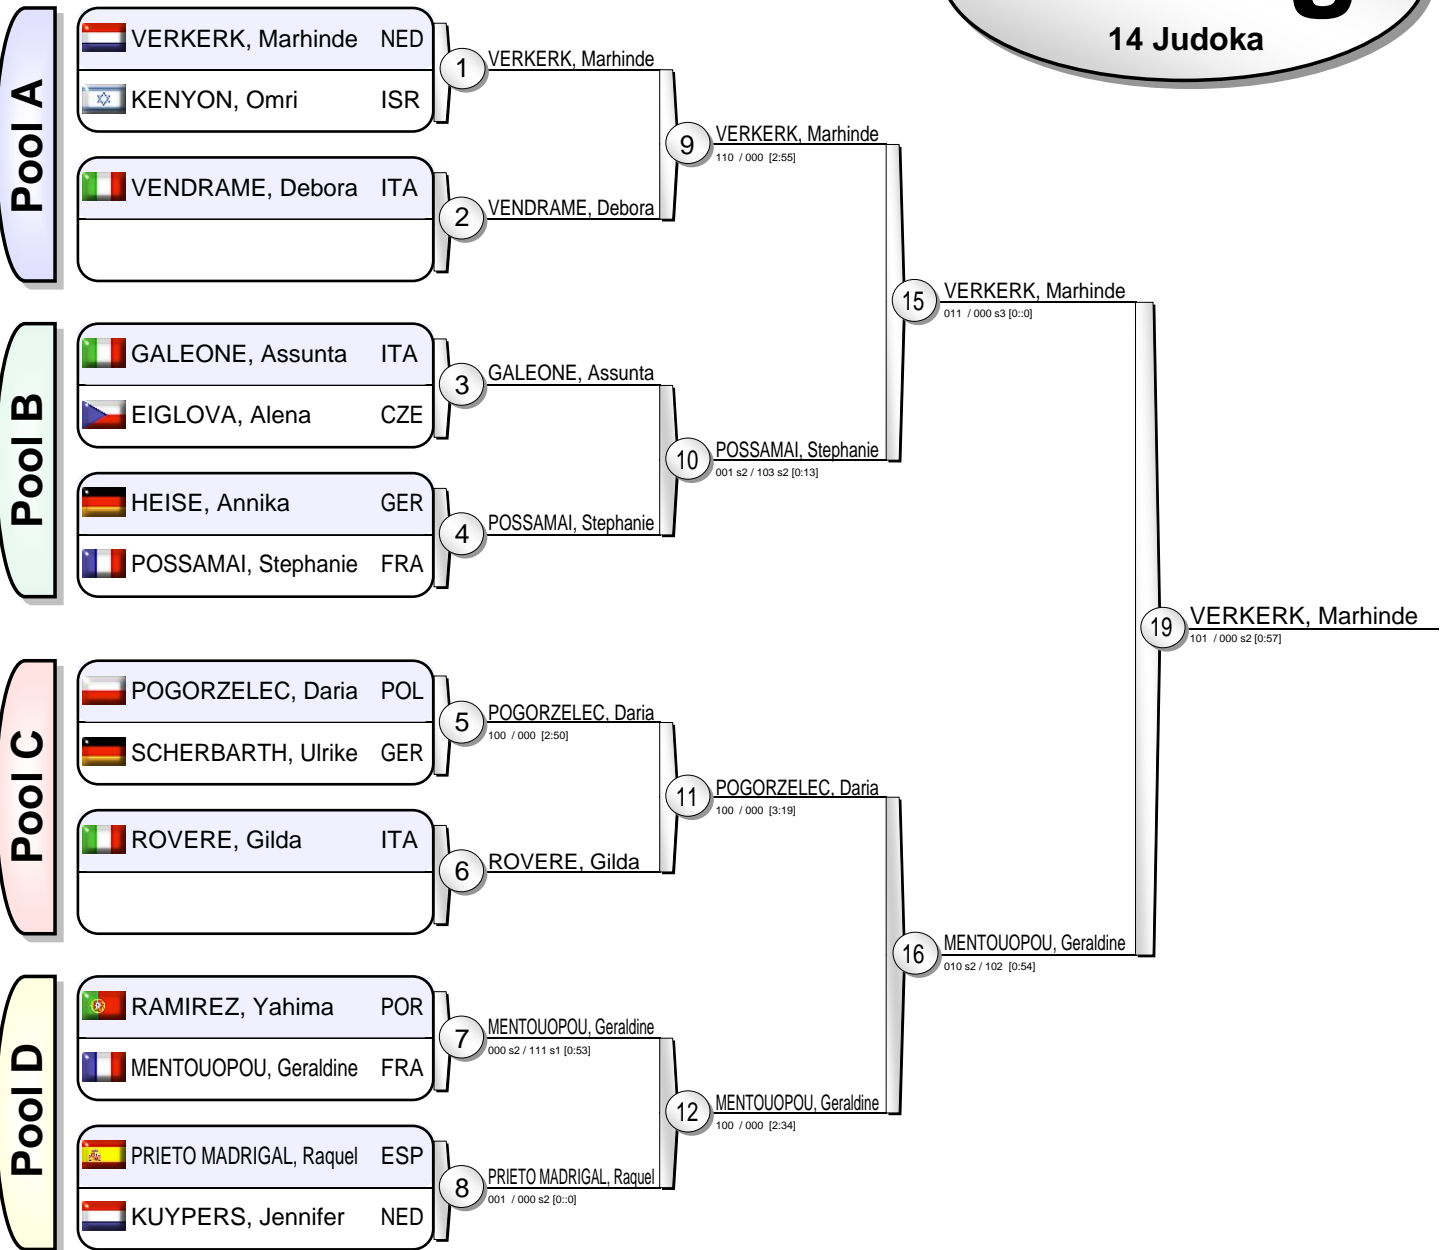 14 Judoka
Pool A
VERKERK, Marhinde NED
KENYON, Omri ISR
VENDRAME, Debora ITA
1 VERKERK, Marhinde
2 VENDRAME, Debora
9 VERKERK, Marhinde
110 / 000 [2:55]
Pool B
GALEONE, Assunta ITA
EIGLOVA, Alena CZE
HEISE, Annika GER
POSSAMAI, Stephanie FRA
3 GALEONE, Assunta
4 POSSAMAI, Stephanie
10 POSSAMAI, Stephanie
001 s2 / 103 s2 [0:13]
15 VERKERK, Marhinde
011 / 000 s3 [0::0]
Pool C
POGORZELEC, Daria POL
SCHERBARTH, Ulrike GER
ROVERE, Gilda ITA
5 POGORZELEC, Daria
100 / 000 [2:50]
6 ROVERE, Gilda
11 POGORZELEC, Daria
100 / 000 [3:19]
Pool D
RAMIREZ, Yahima POR
MENTOUOPOU, Geraldine FRA
PRIETO MADRIGAL, Raquel ESP
KUYPERS, Jennifer NED
7 MENTOUOPOU, Geraldine
000 s2 / 111 s1 [0:53]
8 PRIETO MADRIGAL, Raquel
001 / 000 s2 [0::0]
12 MENTOUOPOU, Geraldine
100 / 000 [2:34]
16 MENTOUOPOU, Geraldine
010 s2 / 102 [0:54]
19 VERKERK, Marhinde
101 / 000 s2 [0:57]